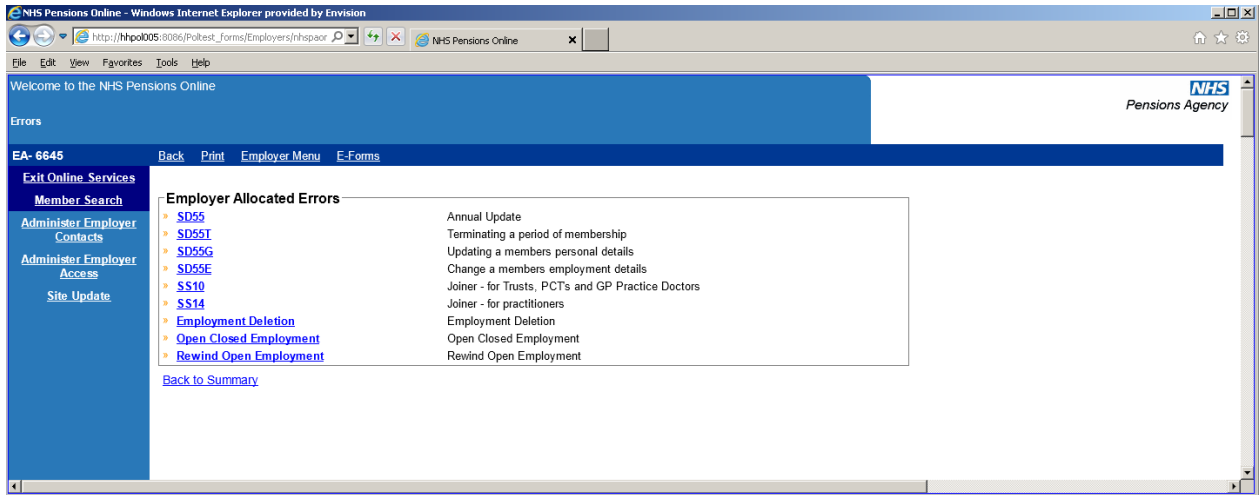 NHS Pensions Online - Windows Internet Explorer provided by Envision
http://hhpol005:8086/Poltest_forms/Employers/nhspaor
NHS Pensions Online
File Edit View Favorites Tools Help
Welcome to the NHS Pensions Online
NHS
Pensions Agency
Errors
EA- 6645 Back Print Employer Menu E-Forms
Exit Online Services
Member Search
Administer Employer
Contacts
Administer Employer
Access
Site Update
Employer Allocated Errors
» SD55 Annual Update
» SD55T Terminating a period of membership
» SD55G Updating a members personal details
» SD55E Change a members employment details
» SS10 Joiner - for Trusts, PCT's and GP Practice Doctors
» SS14 Joiner - for practitioners
» Employment Deletion Employment Deletion
» Open Closed Employment Open Closed Employment
» Rewind Open Employment Rewind Open Employment
Back to Summary